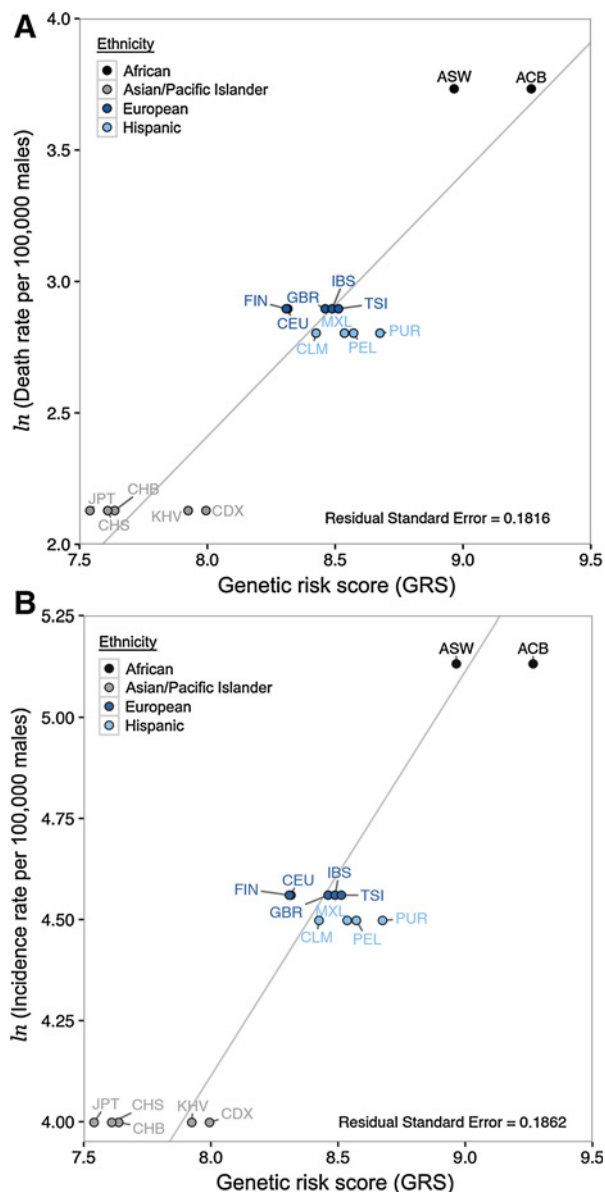 A
Ethnicity
African
Asian/Pacific Islander
European
Hispanic
4.0
3.5
3.0
2.5
2.0
ln (Death rate per 100,000 males)
ASW ACB
IBS
FIN GBR TSI
CEU MXL
CLM PEL PUR
JPT CHB
CHS KHV CDX
Residual Standard Error = 0.1816
7.5 8.0 8.5 9.0 9.5
Genetic risk score (GRS)
B
Ethnicity
African
Asian/Pacific Islander
European
Hispanic
5.25
5.00
4.75
4.50
4.25
4.00
ln (Incidence rate per 100,000 males)
ASW ACB
CEU IBS
FIN TSI
GBR MXL
CLM PEL PUR
JPT CHS KHV CDX
CHB
Residual Standard Error = 0.1862
7.5 8.0 8.5 9.0 9.5
Genetic risk score (GRS)